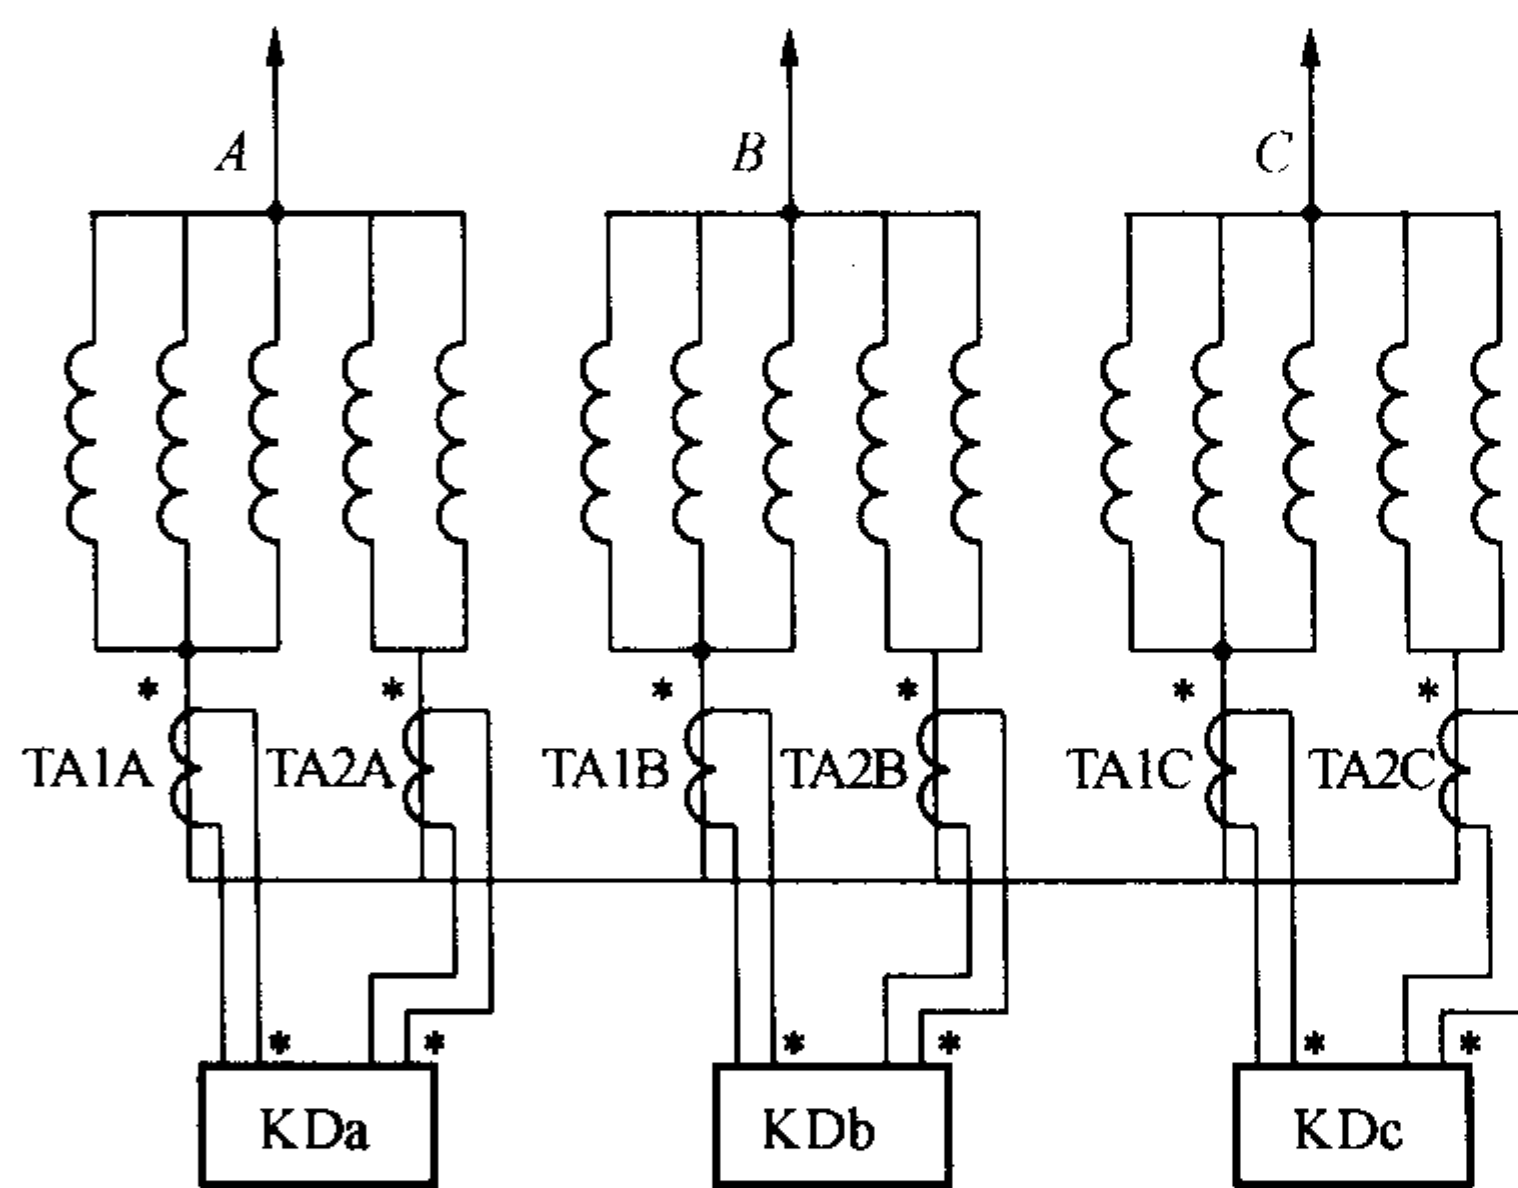 A B C
* * * * * *
TA1A TA2A TA1B TA2B TA1C TA2C
* * * * * *
KDa KDb KDc